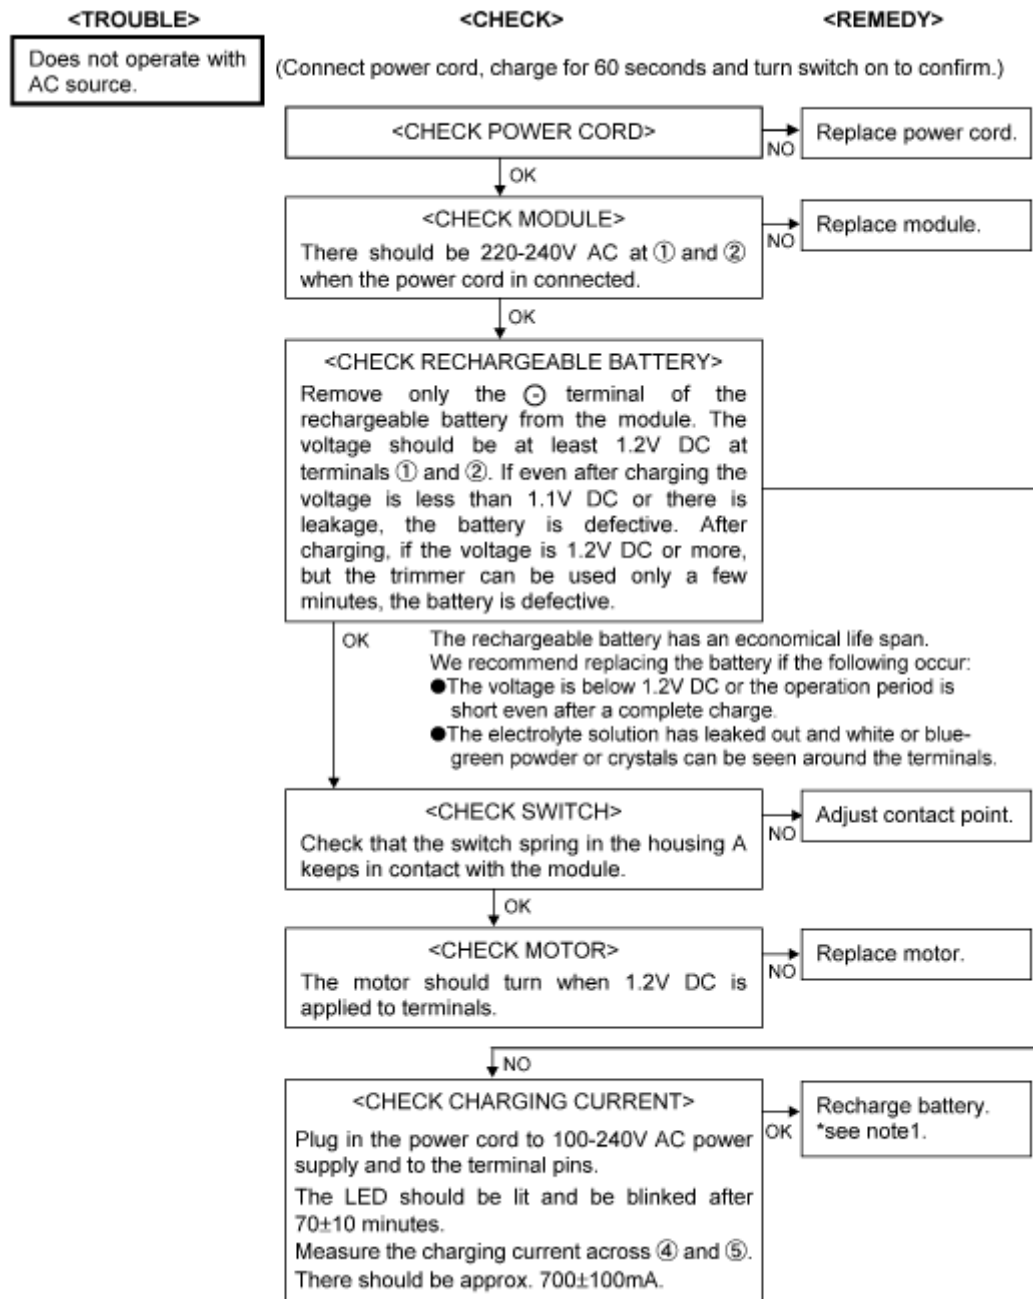 <TROUBLE>
<CHECK>
<REMEDY>
Does not operate with
AC source.
(Connect power cord, charge for 60 seconds and turn switch on to confirm.)
<CHECK POWER CORD>
NO
Replace power cord.
OK
<CHECK MODULE>
There should be 220-240V AC at ① and ②
when the power cord in connected.
NO
Replace module.
OK
<CHECK RECHARGEABLE BATTERY>
Remove only the ⊖ terminal of the
rechargeable battery from the module. The
voltage should be at least 1.2V DC at
terminals ① and ②. If even after charging the
voltage is less than 1.1V DC or there is
leakage, the battery is defective. After
charging, if the voltage is 1.2V DC or more,
but the trimmer can be used only a few
minutes, the battery is defective.
OK
The rechargeable battery has an economical life span.
We recommend replacing the battery if the following occur:
●The voltage is below 1.2V DC or the operation period is
short even after a complete charge.
●The electrolyte solution has leaked out and white or blue-
green powder or crystals can be seen around the terminals.
<CHECK SWITCH>
Check that the switch spring in the housing A
keeps in contact with the module.
NO
Adjust contact point.
OK
<CHECK MOTOR>
The motor should turn when 1.2V DC is
applied to terminals.
NO
Replace motor.
NO
<CHECK CHARGING CURRENT>
Plug in the power cord to 100-240V AC power
supply and to the terminal pins.
The LED should be lit and be blinked after
70±10 minutes.
Measure the charging current across ④ and ⑤.
There should be approx. 700±100mA.
OK
Recharge battery.
*see note1.